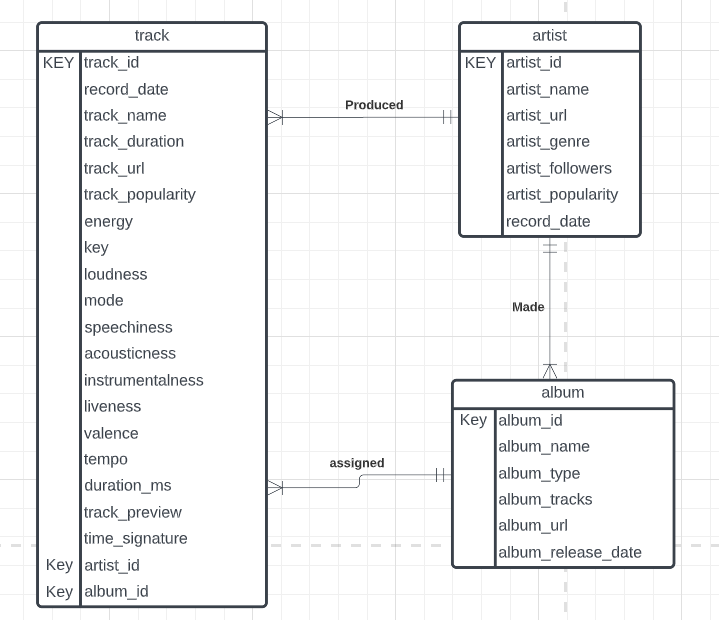 track
KEY track_id
record_date
track_name
track_duration
track_url
track_popularity
energy
key
loudness
mode
speechiness
acousticness
instrumentalness
liveness
valence
tempo
duration_ms
track_preview
time_signature
Key artist_id
Key album_id
Produced
artist
KEY artist_id
artist_name
artist_url
artist_genre
artist_followers
artist_popularity
record_date
Made
assigned
album
Key album_id
album_name
album_type
album_tracks
album_url
album_release_date